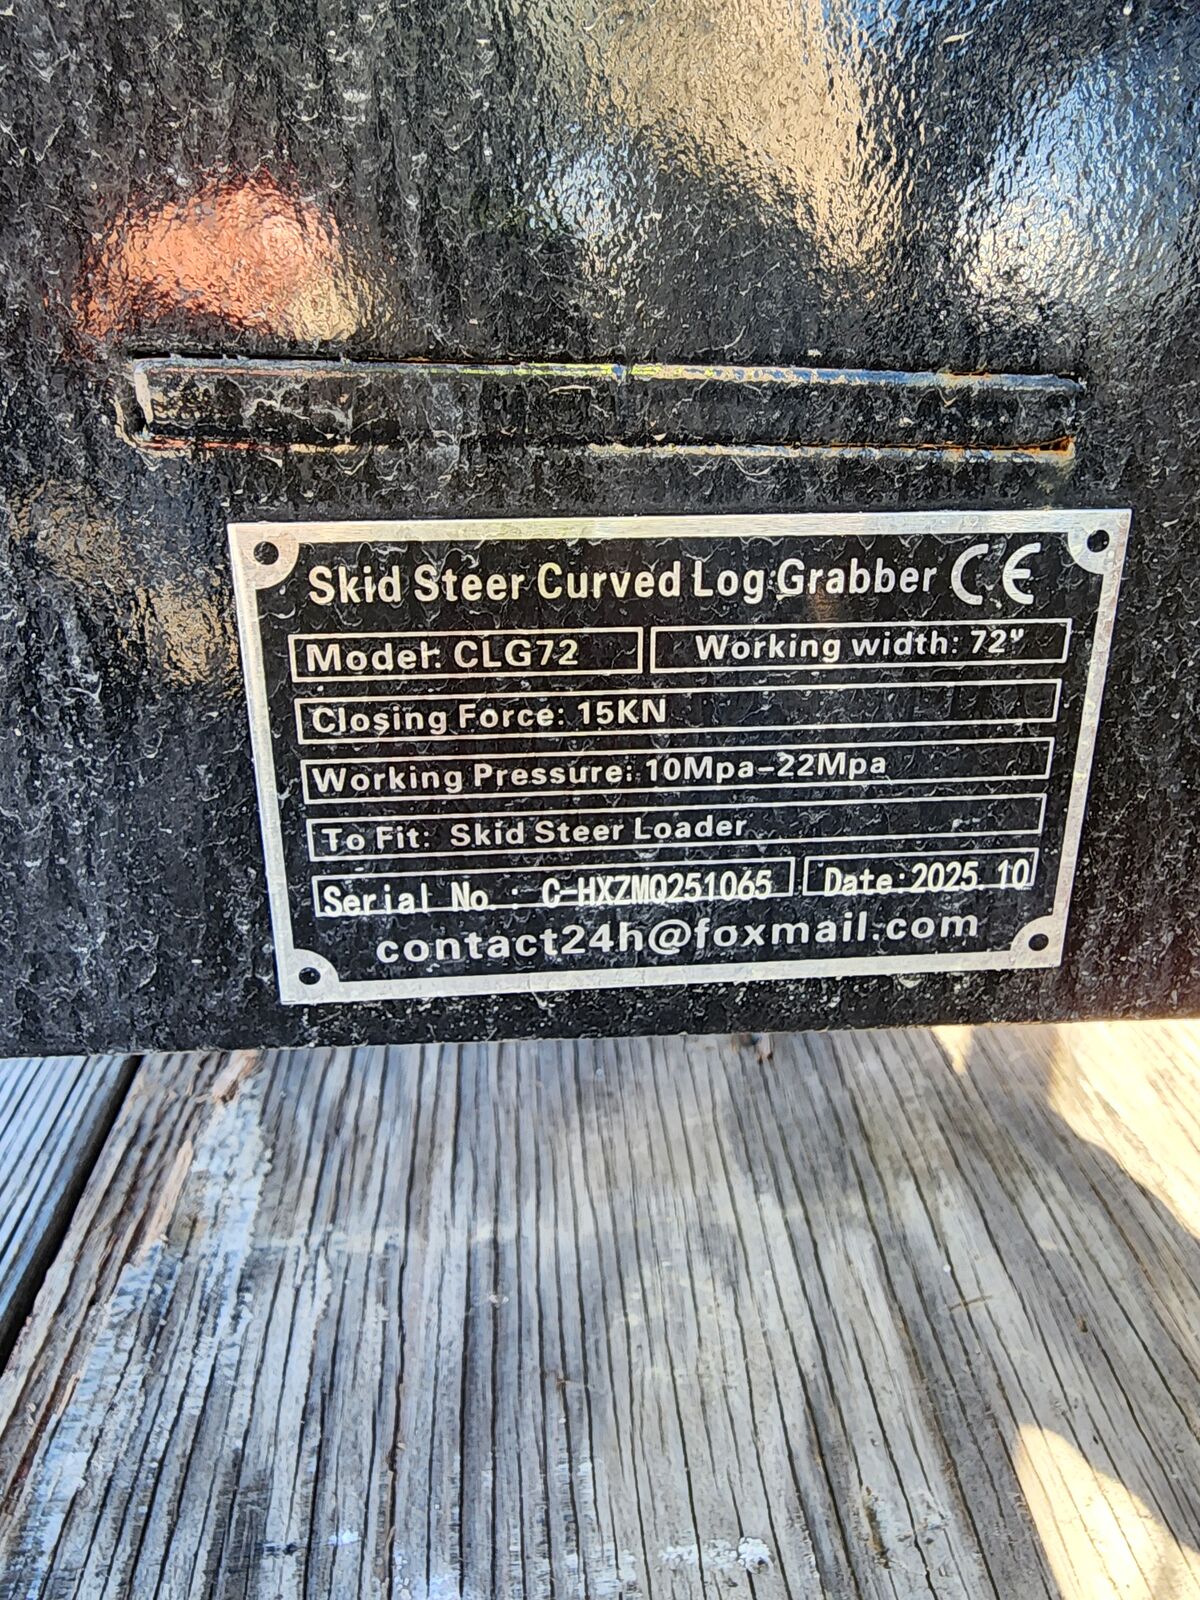 Skid Steer Curved Log Grabber CE
Model: CLG72 Working width: 72"
Closing Force: 15KN
Working Pressure: 10Mpa-22Mpa
To Fit: Skid Steer Loader
Serial No.: C-HXZMQ251065 Date:2025.10
contact24h@foxmail.com